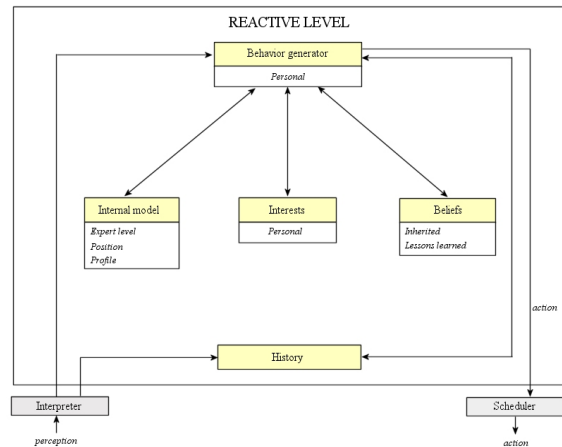 REACTIVE LEVEL
Behavior generator
Personal
Internal model
Expert level
Position
Profile
Interests
Personal
Beliefs
Inherited
Lessons learned
action
History
Interpreter
Scheduler
perception
action